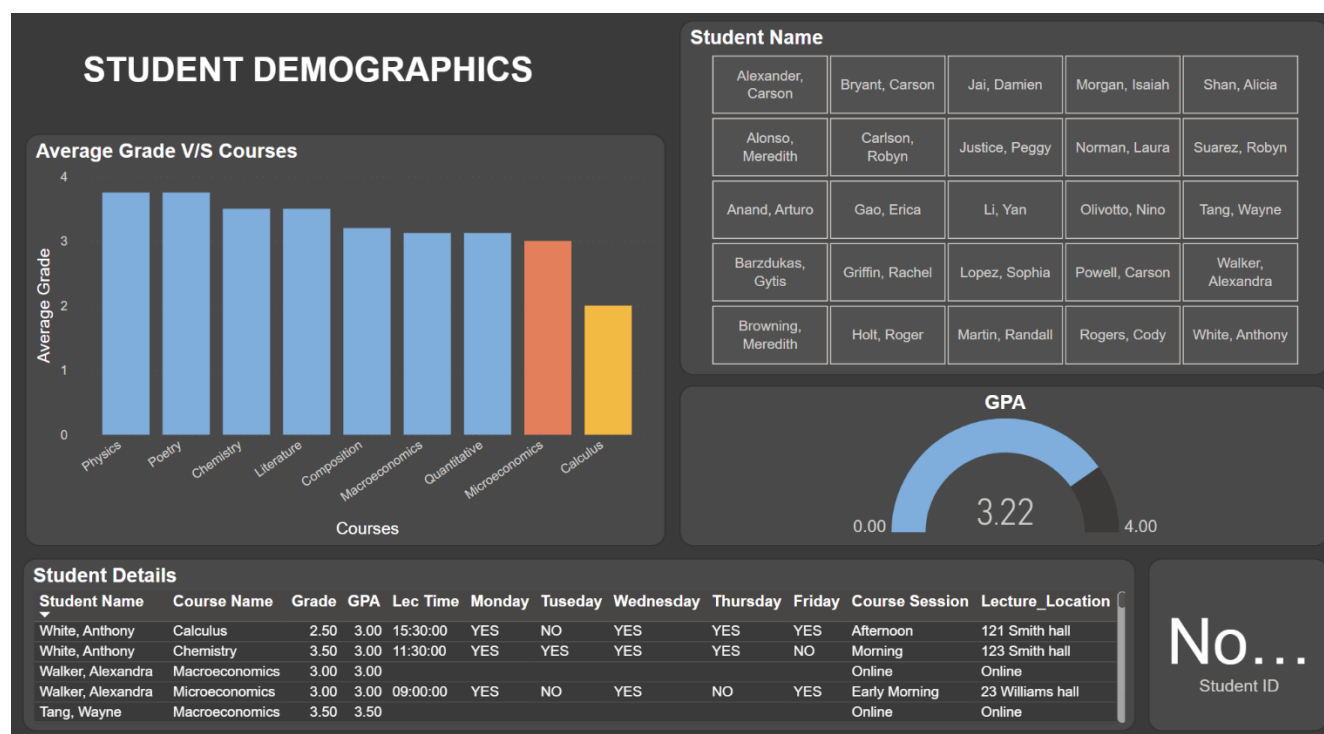 STUDENT DEMOGRAPHICS
Average Grade V/S Courses
4
3
2
1
0
Average Grade
Physics
Poetry
Chemistry
Literature
Composition
Macroeconomics
Quantitative
Microeconomics
Calculus
Courses
Student Name
Alexander, Carson
Bryant, Carson
Jai, Damien
Morgan, Isaiah
Shan, Alicia
Alonso, Meredith
Carlson, Robyn
Justice, Peggy
Norman, Laura
Suarez, Robyn
Anand, Arturo
Gao, Erica
Li, Yan
Olivotto, Nino
Tang, Wayne
Barzdukas, Gytis
Griffin, Rachel
Lopez, Sophia
Powell, Carson
Walker, Alexandra
Browning, Meredith
Holt, Roger
Martin, Randall
Rogers, Cody
White, Anthony
GPA
3.22
0.00
4.00
Student Details
Student Name Course Name Grade GPA Lec Time Monday Tuseday Wednesday Thursday Friday Course Session Lecture_Location
White, Anthony Calculus 2.50 3.00 15:30:00 YES NO YES YES YES Afternoon 121 Smith hall
White, Anthony Chemistry 3.50 3.00 11:30:00 YES YES YES YES NO Morning 123 Smith hall
Walker, Alexandra Macroeconomics 3.00 3.00 Online Online
Walker, Alexandra Microeconomics 3.00 3.00 09:00:00 YES NO YES NO YES Early Morning 23 Williams hall
Tang, Wayne Macroeconomics 3.50 3.50 Online Online
No...
Student ID